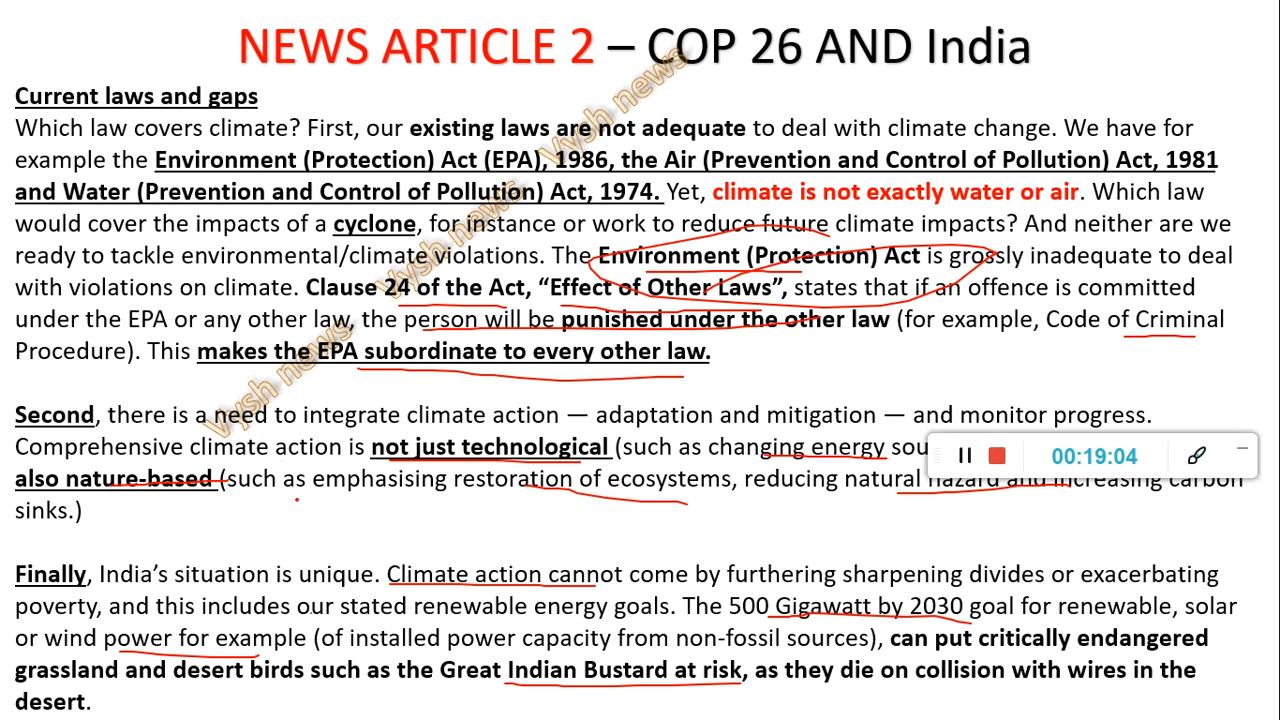 NEWS ARTICLE 2 – COP 26 AND India
Current laws and gaps
Which law covers climate? First, our existing laws are not adequate to deal with climate change. We have for
example the Environment (Protection) Act (EPA), 1986, the Air (Prevention and Control of Pollution) Act, 1981
and Water (Prevention and Control of Pollution) Act, 1974. Yet, climate is not exactly water or air. Which law
would cover the impacts of a cyclone, for instance or work to reduce future climate impacts? And neither are we
ready to tackle environmental/climate violations. The Environment (Protection) Act is grossly inadequate to deal
with violations on climate. Clause 24 of the Act, “Effect of Other Laws”, states that if an offence is committed
under the EPA or any other law, the person will be punished under the other law (for example, Code of Criminal
Procedure). This makes the EPA subordinate to every other law.
Second, there is a need to integrate climate action — adaptation and mitigation — and monitor progress.
Comprehensive climate action is not just technological (such as changing energy
00:19:04
also nature-based (such as emphasising restoration of ecosystems, reducing natural hazard and increasing carbon
sinks.)
Finally, India’s situation is unique. Climate action cannot come by furthering sharpening divides or exacerbating
poverty, and this includes our stated renewable energy goals. The 500 Gigawatt by 2030 goal for renewable, solar
or wind power for example (of installed power capacity from non-fossil sources), can put critically endangered
grassland and desert birds such as the Great Indian Bustard at risk, as they die on collision with wires in the
desert.
Vysh news
Vysh news
Vysh news